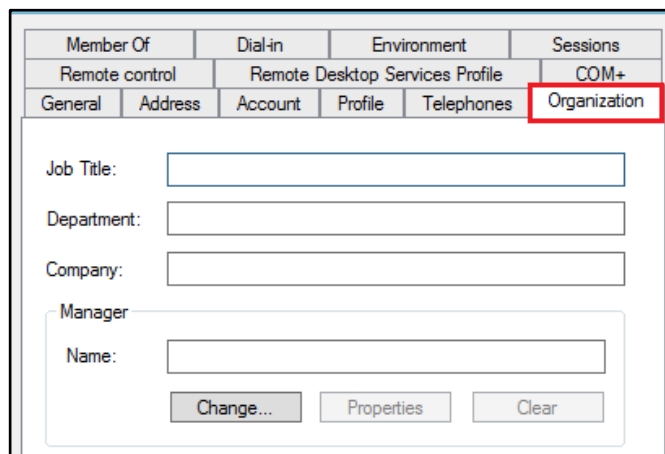 Member Of Dial-in Environment Sessions
Remote control Remote Desktop Services Profile COM+
General Address Account Profile Telephones Organization
Job Title:
Department:
Company:
Manager
Name:
Change... Properties Clear